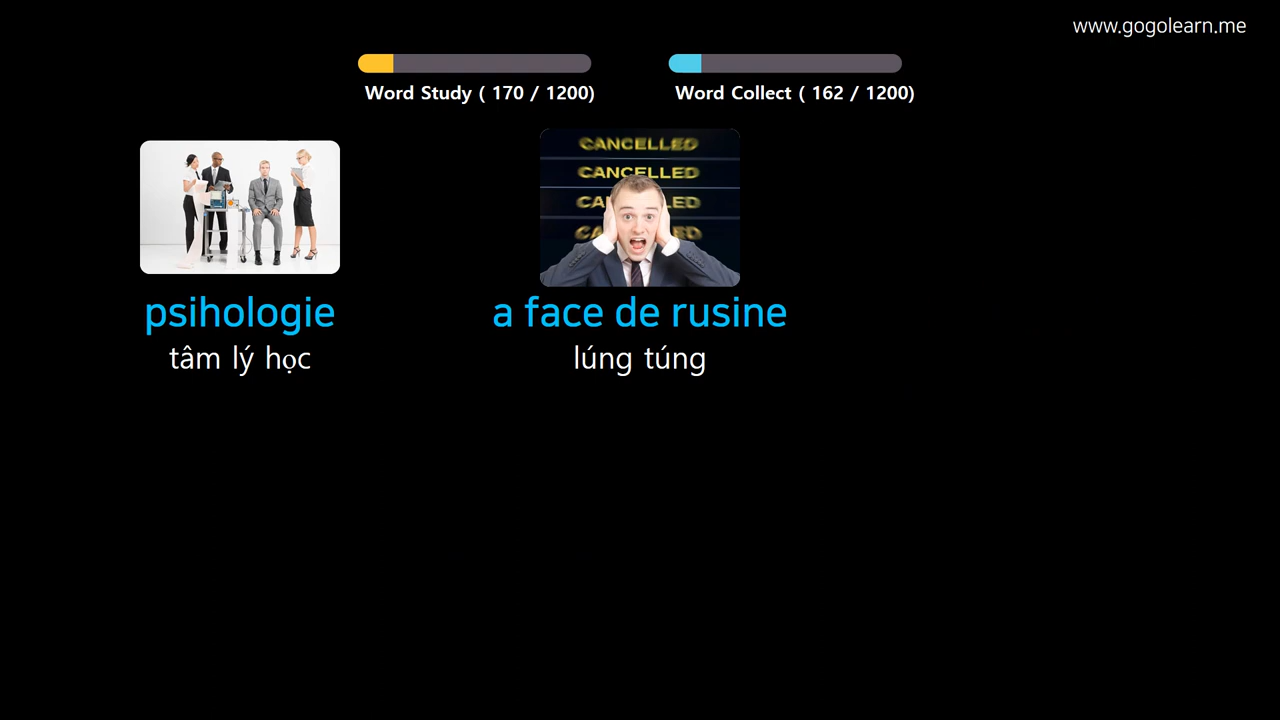 www.gogolearn.me
Word Study ( 170 / 1200)
Word Collect ( 162 / 1200)
CANCELLED
CANCELLED
psihologie
a face de rusine
tâm lý học
lúng túng